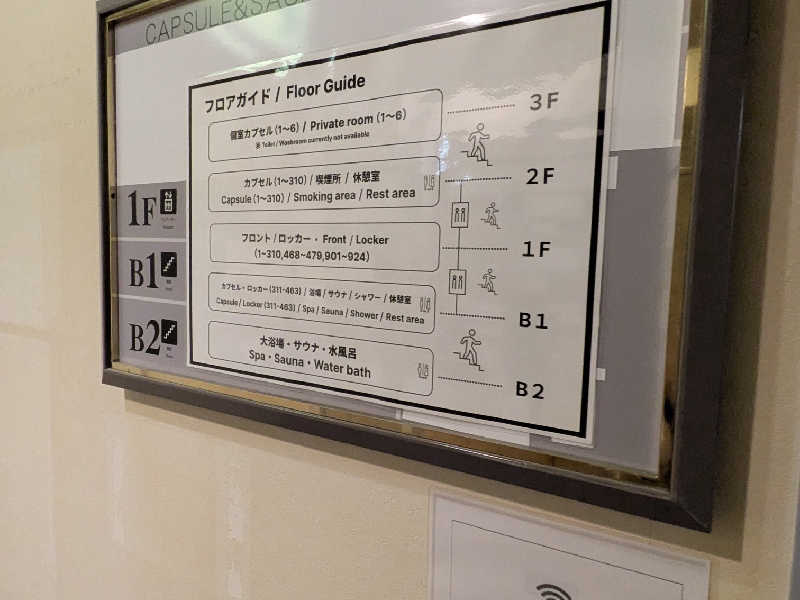 CAPSULE&SAU
フロアガイド / Floor Guide
個室カプセル(1〜6) / Private room (1〜6)
※ Toilet / Washroom currently not available
3F
カプセル(1〜310) / 喫煙所 / 休憩室
Capsule (1〜310) / Smoking area / Rest area
2F
フロント / ロッカー・ Front / Locker
(1~310,468~479,901~924)
1F
カプセル・ロッカー(311-463) / 浴場 / サウナ / シャワー / 休憩室
Capsule / Locker (311-463) / Spa / Sauna / Shower / Rest area
B1
大浴場・サウナ・水風呂
Spa・Sauna・Water bath
B2
1F
B1
B2